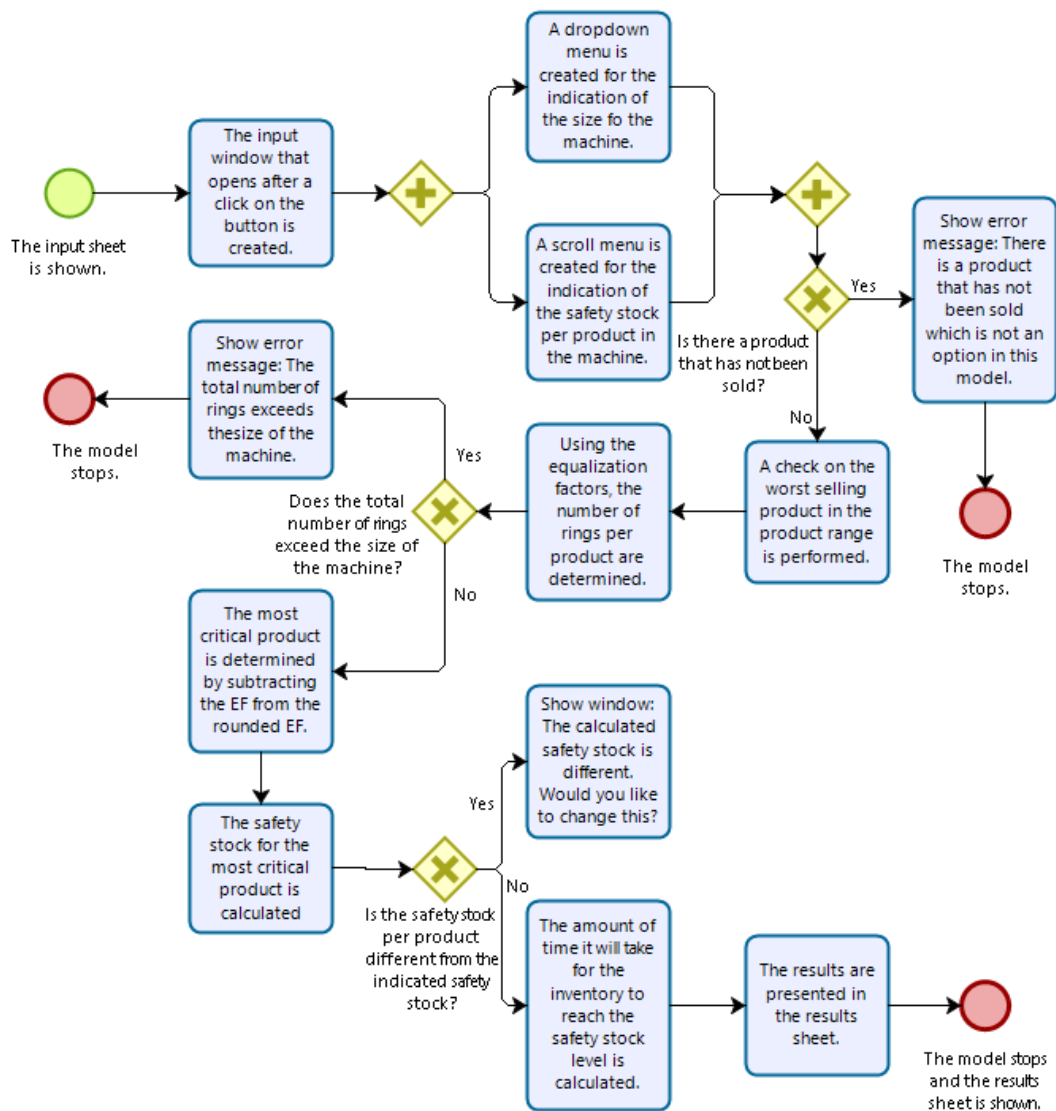 The input sheet
is shown.
The input
window that
opens after a
click on the
button is
created.
A dropdown
menu is
created for the
indication of
the size fo the
machine.
A scroll menu is
created for the
indication of
the safety stock
per product in
the machine.
Is there a product
that has not been
sold?
Yes
Show error
message: There
is a product
that has not
been sold
which is not an
option in this
model.
The model
stops.
No
A check on the
worst selling
product in the
product range
is performed.
Using the
equalization
factors, the
number of
rings per
product are
determined.
Does the total
number of rings
exceed the size of
the machine?
Yes
Show error
message: The
total number of
rings exceeds
thesize of the
machine.
The model
stops.
No
The most
critical product
is determined
by subtracting
the EF from the
rounded EF.
The safety
stock for the
most critical
product is
calculated
Is the safety stock
per product
different from the
indicated safety
stock?
Yes
Show window:
The calculated
safety stock is
different.
Would you like
to change this?
No
The amount of
time it will take
for the
inventory to
reach the
safety stock
level is
calculated.
The results are
presented in
the results
sheet.
The model stops
and the results
sheet is shown.